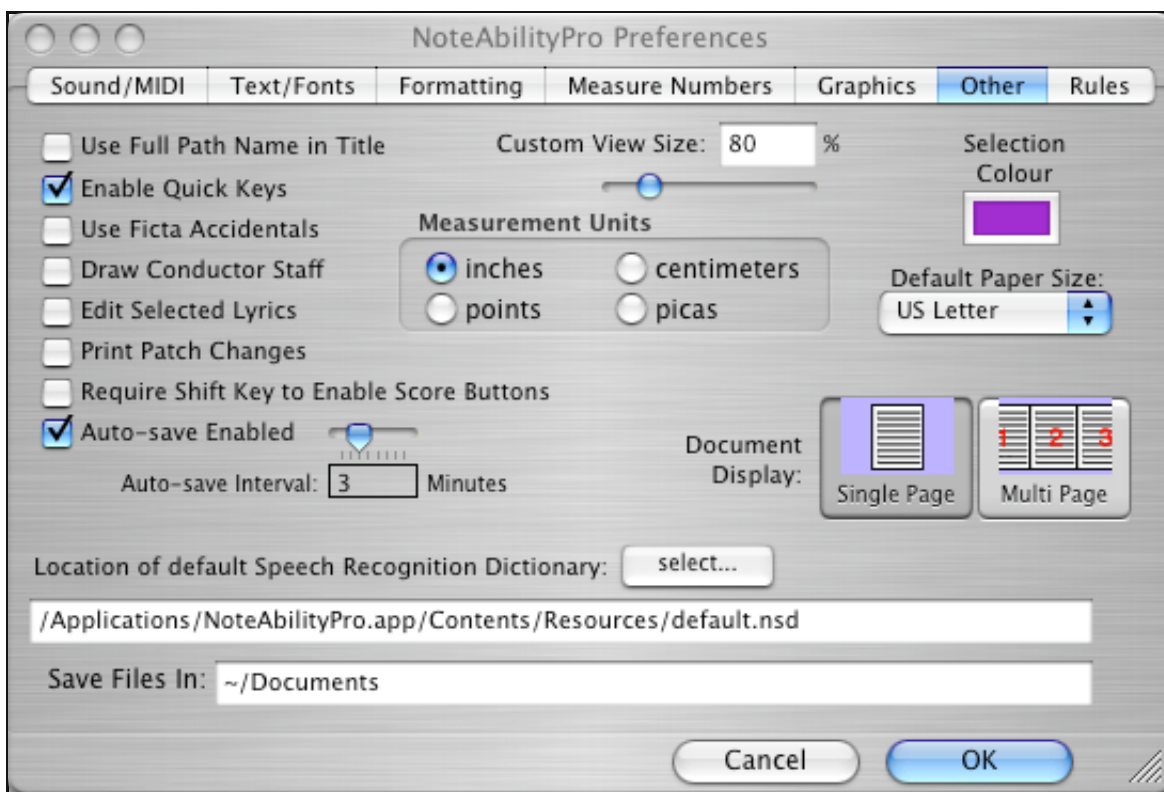 NoteAbilityPro Preferences
Sound/MIDI Text/Fonts Formatting Measure Numbers Graphics Other Rules
Use Full Path Name in Title
Enable Quick Keys
Use Ficta Accidentals
Draw Conductor Staff
Edit Selected Lyrics
Print Patch Changes
Require Shift Key to Enable Score Buttons
Auto-save Enabled
Auto-save Interval: 3 Minutes
Custom View Size: 80 %
Measurement Units
inches centimeters
points picas
Selection
Colour
Default Paper Size:
US Letter
Document
Display:
1 2 3
Single Page Multi Page
Location of default Speech Recognition Dictionary: select...
/Applications/NoteAbilityPro.app/Contents/Resources/default.nsd
Save Files In: ~/Documents
Cancel OK